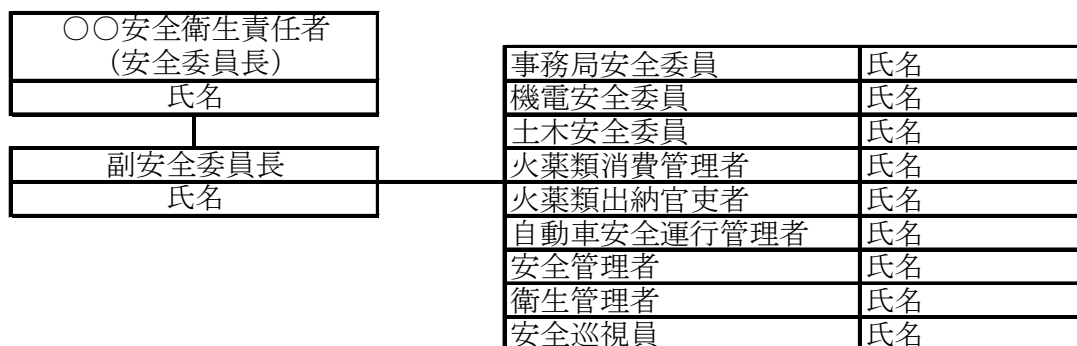 ○○安全衛生責任者
(安全委員長)
氏名
副安全委員長
氏名
事務局安全委員 氏名
機電安全委員 氏名
土木安全委員 氏名
火薬類消費管理者 氏名
火薬類出納官吏者 氏名
自動車安全運行管理者 氏名
安全管理者 氏名
衛生管理者 氏名
安全巡視員 氏名